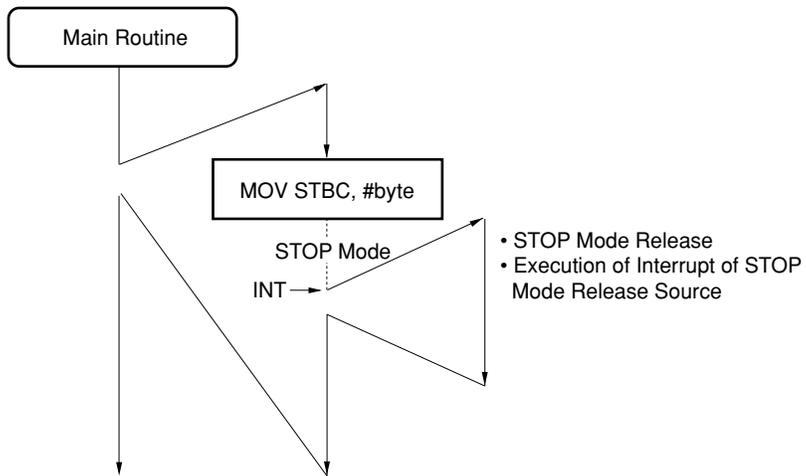 Main Routine
MOV STBC, #byte
STOP Mode
INT
• STOP Mode Release
• Execution of Interrupt of STOP
Mode Release Source